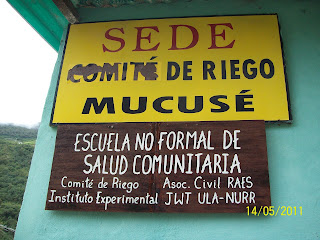 SEDE
COMITÉ DE RIEGO
MUCUSÉ
ESCUELA NO FORMAL DE
SALUD COMUNITARIA
Comité de Riego Asoc. Civil RAES
Instituto Experimental JWT ULA-NURR
14/05/2011